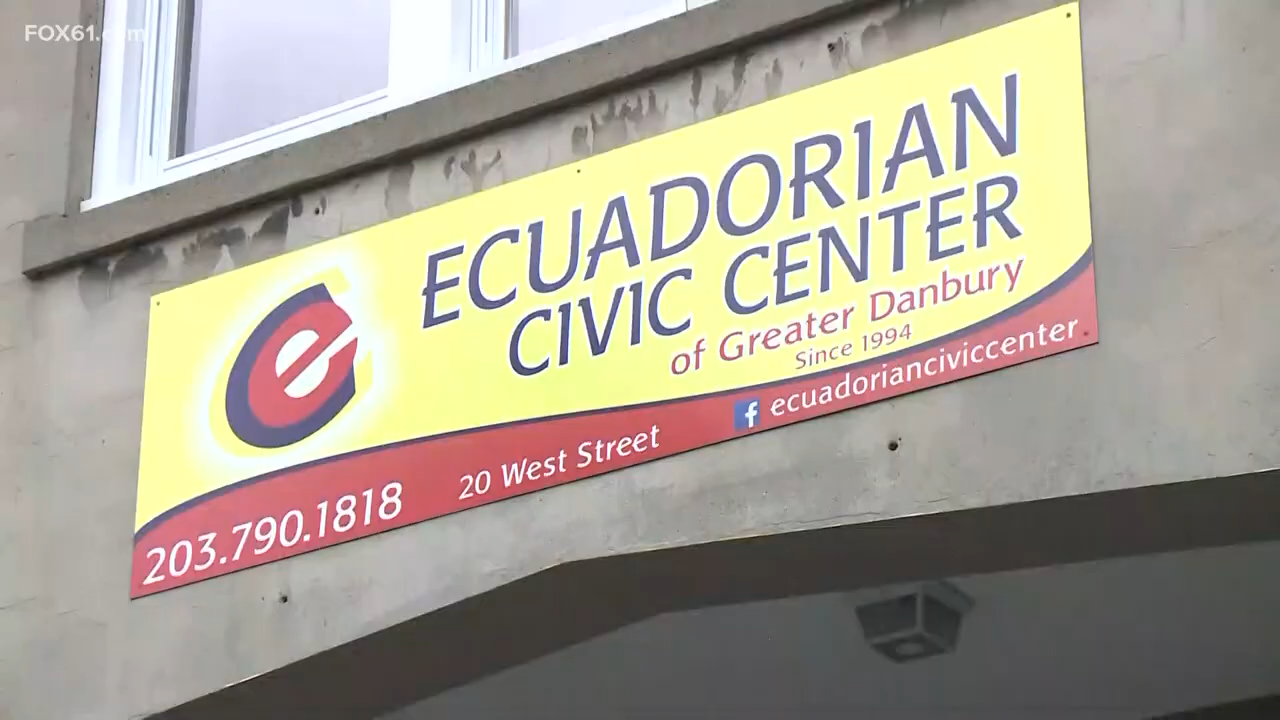 FOX61.com
ECUADORIAN
CIVIC CENTER
of Greater Danbury
Since 1994
ecuadorianciviccenter
20 West Street
203.790.1818